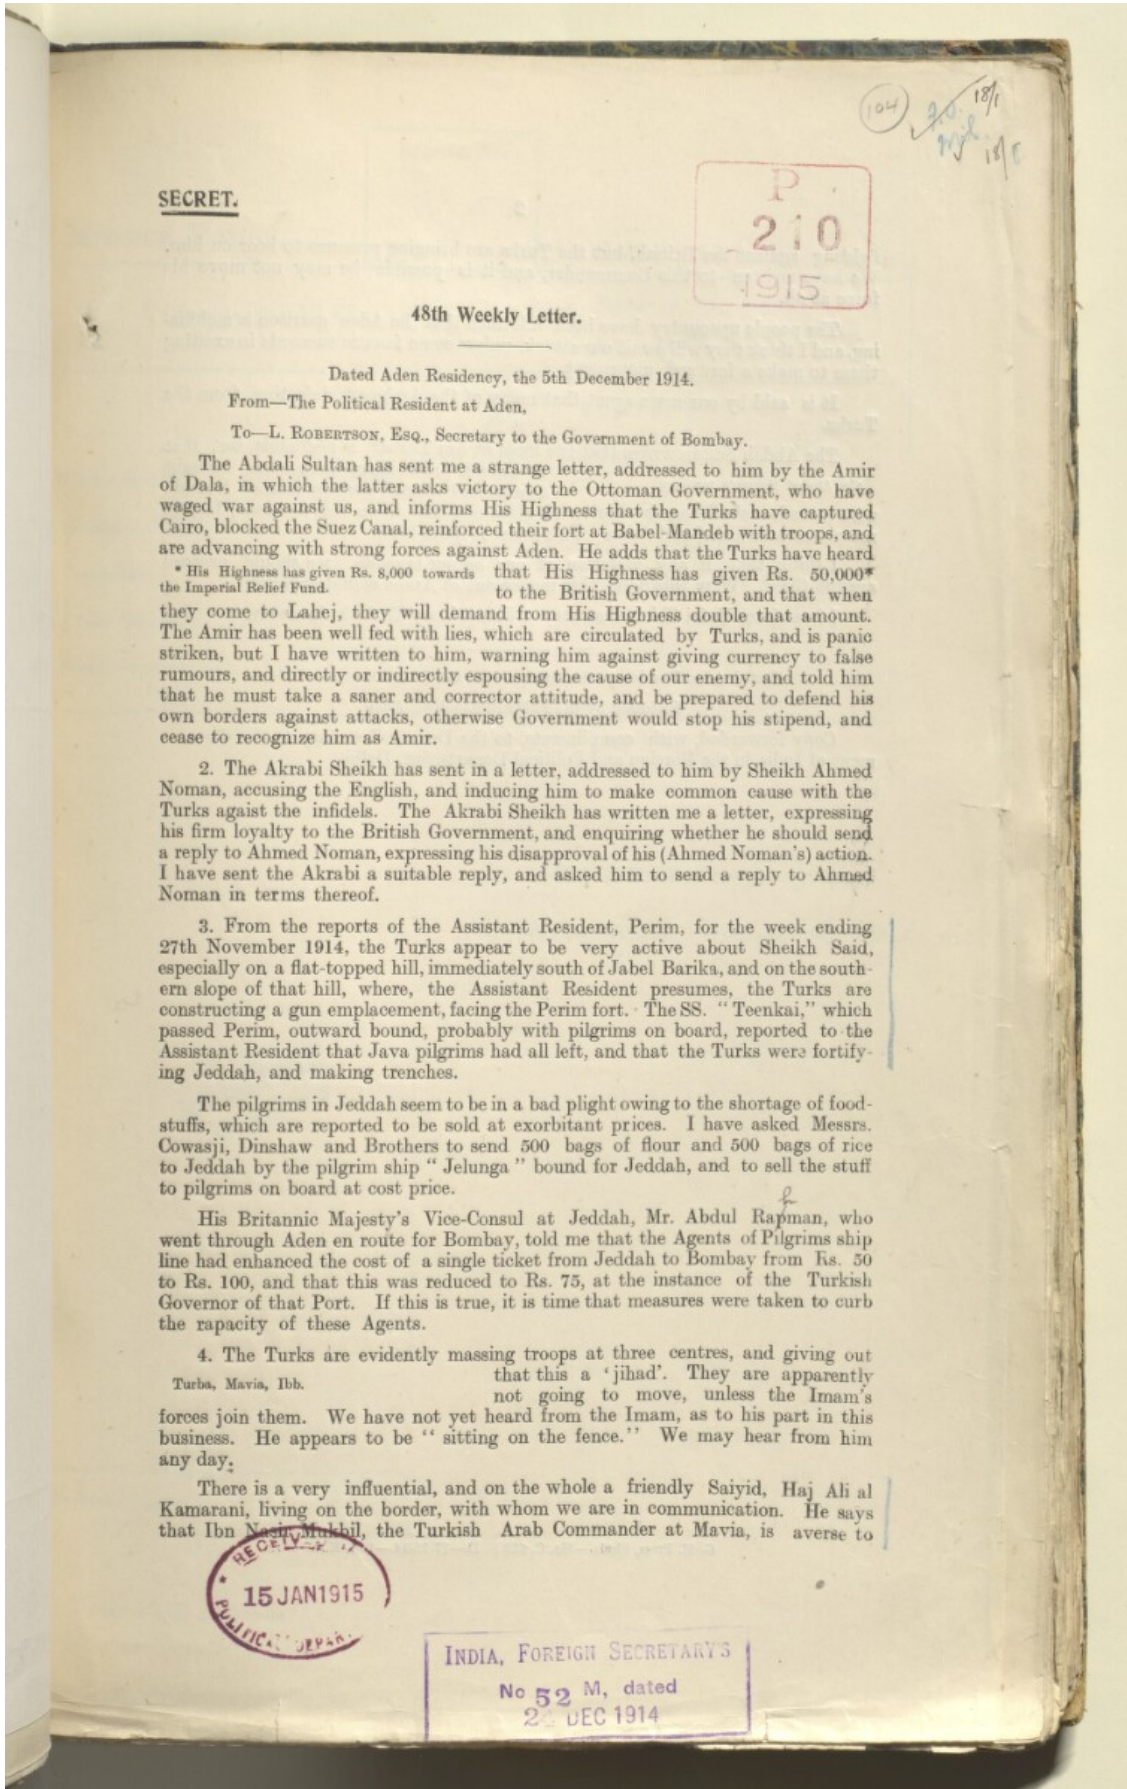 104
18/1
18/
SECRET.
P
210
1915
48th Weekly Letter.
Dated Aden Residency, the 5th December 1914.
From—The Political Resident at Aden,
To—L. ROBERTSON, ESQ., Secretary to the Government of Bombay.
The Abdali Sultan has sent me a strange letter, addressed to him by the Amir
of Dala, in which the latter asks victory to the Ottoman Government, who have
waged war against us, and informs His Highness that the Turks have captured
Cairo, blocked the Suez Canal, reinforced their fort at Babel-Mandeb with troops, and
are advancing with strong forces against Aden. He adds that the Turks have heard
* His Highness has given Rs. 8,000 towards that His Highness has given Rs. 50,000*
the Imperial Relief Fund. to the British Government, and that when
they come to Lahej, they will demand from His Highness double that amount.
The Amir has been well fed with lies, which are circulated by Turks, and is panic
striken, but I have written to him, warning him against giving currency to false
rumours, and directly or indirectly espousing the cause of our enemy, and told him
that he must take a saner and corrector attitude, and be prepared to defend his
own borders against attacks, otherwise Government would stop his stipend, and
cease to recognize him as Amir.
2. The Akrabi Sheikh has sent in a letter, addressed to him by Sheikh Ahmed
Noman, accusing the English, and inducing him to make common cause with the
Turks agaist the infidels. The Akrabi Sheikh has written me a letter, expressing
his firm loyalty to the British Government, and enquiring whether he should send
a reply to Ahmed Noman, expressing his disapproval of his (Ahmed Noman's) action.
I have sent the Akrabi a suitable reply, and asked him to send a reply to Ahmed
Noman in terms thereof.
3. From the reports of the Assistant Resident, Perim, for the week ending
27th November 1914, the Turks appear to be very active about Sheikh Said,
especially on a flat-topped hill, immediately south of Jabel Barika, and on the south-
ern slope of that hill, where, the Assistant Resident presumes, the Turks are
constructing a gun emplacement, facing the Perim fort. The SS. "Teenkai," which
passed Perim, outward bound, probably with pilgrims on board, reported to the
Assistant Resident that Java pilgrims had all left, and that the Turks were fortify-
ing Jeddah, and making trenches.
The pilgrims in Jeddah seem to be in a bad plight owing to the shortage of food-
stuffs, which are reported to be sold at exorbitant prices. I have asked Messrs.
Cowasji, Dinshaw and Brothers to send 500 bags of flour and 500 bags of rice
to Jeddah by the pilgrim ship "Jelunga" bound for Jeddah, and to sell the stuff
to pilgrims on board at cost price.
h
His Britannic Majesty's Vice-Consul at Jeddah, Mr. Abdul Rapman, who
went through Aden en route for Bombay, told me that the Agents of Pilgrims ship
line had enhanced the cost of a single ticket from Jeddah to Bombay from Rs. 50
to Rs. 100, and that this was reduced to Rs. 75, at the instance of the Turkish
Governor of that Port. If this is true, it is time that measures were taken to curb
the rapacity of these Agents.
4. The Turks are evidently massing troops at three centres, and giving out
Turba, Mavia, Ibb. that this a 'jihad'. They are apparently
not going to move, unless the Imam's
forces join them. We have not yet heard from the Imam, as to his part in this
business. He appears to be "sitting on the fence." We may hear from him
any day.
There is a very influential, and on the whole a friendly Saiyid, Haj Ali al
Kamarani, living on the border, with whom we are in communication. He says
that Ibn Nasir Mukbil, the Turkish Arab Commander at Mavia, is averse to
15 JAN 1915
INDIA, FOREIGN SECRETARY'S
No 52 M, dated
DEC 1914